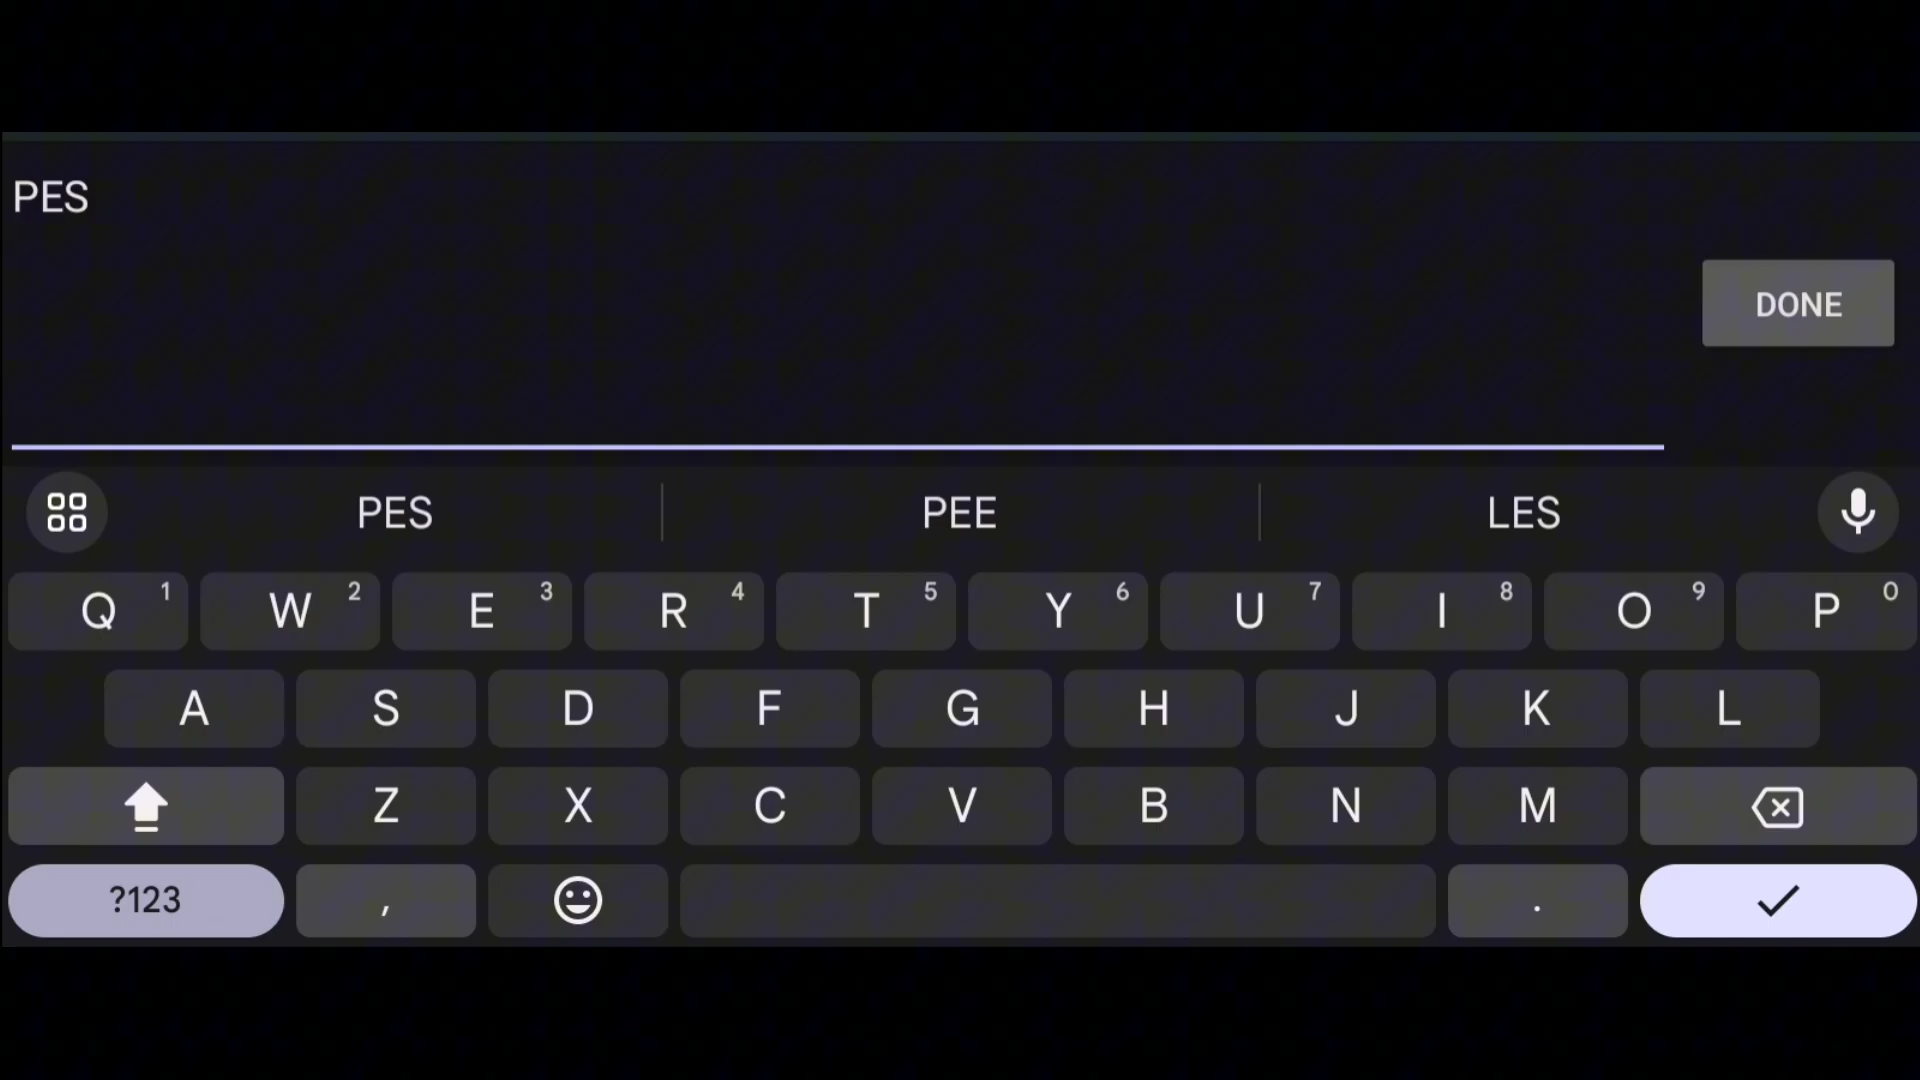 PES
DONE
PES PEE LES
Q 1 W 2 E 3 R 4 T 5 Y 6 U 7 I 8 O 9 P 0
A S D F G H J K L
Z X C V B N M
?123 , .